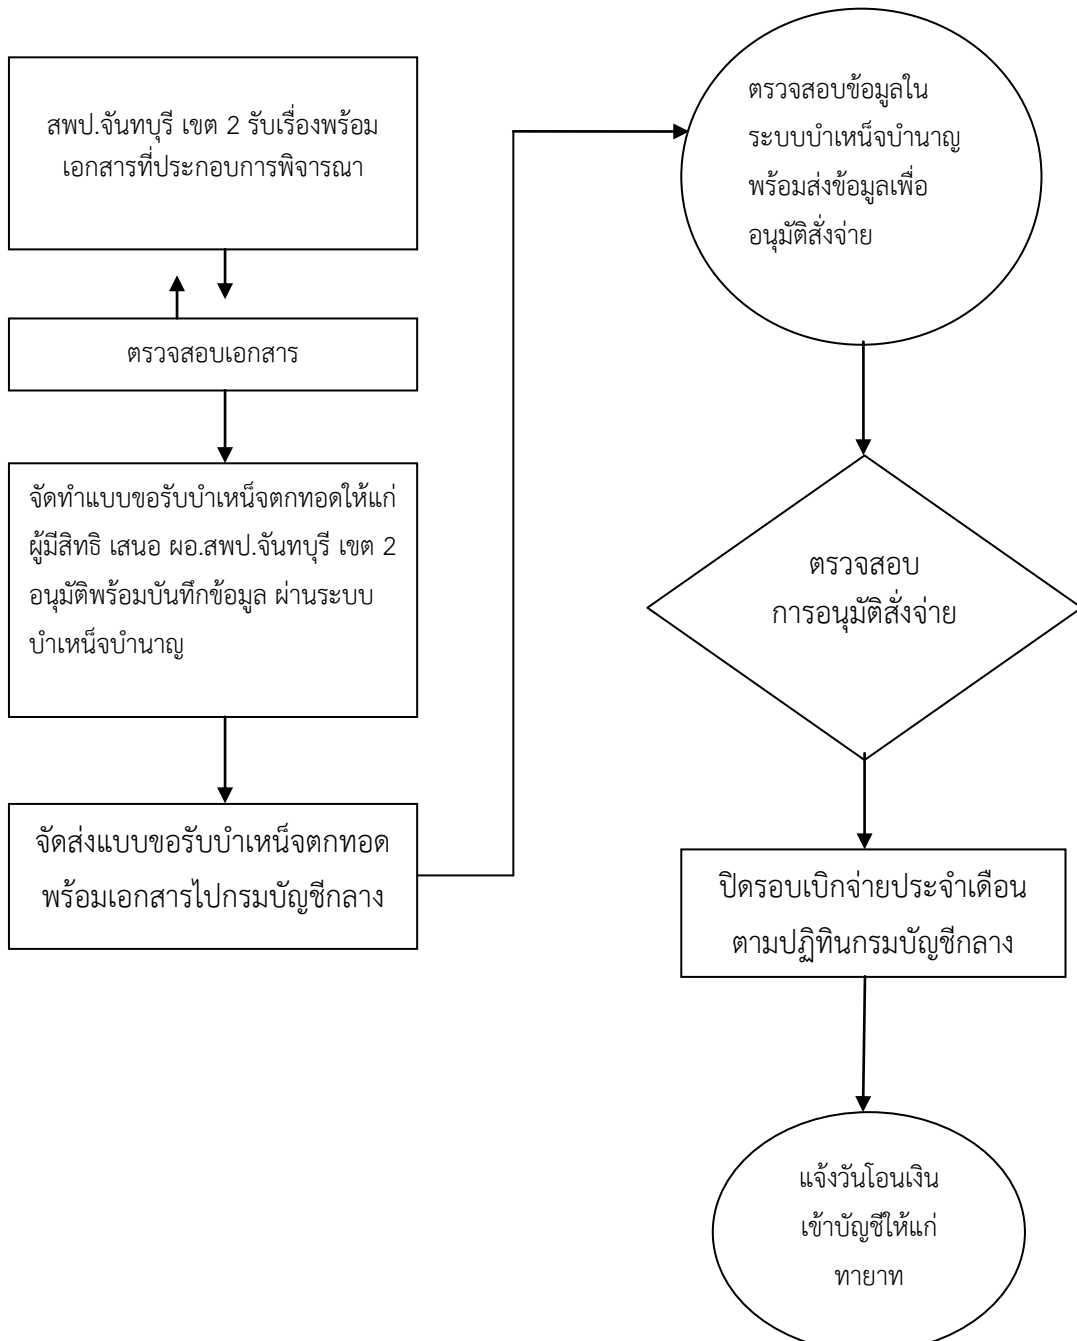 สพป.จันทบุรี เขต 2 รับเรื่องพร้อม
เอกสารที่ประกอบการพิจารณา
ตรวจสอบเอกสาร
จัดทำแบบขอรับบำเหน็จตกทอดให้แก่
ผู้มีสิทธิ เสนอ ผอ.สพป.จันทบุรี เขต 2
อนุมัติพร้อมบันทึกข้อมูล ผ่านระบบ
บำเหน็จบำนาญ
จัดส่งแบบขอรับบำเหน็จตกทอด
พร้อมเอกสารไปกรมบัญชีกลาง
ตรวจสอบข้อมูลใน
ระบบบำเหน็จบำนาญ
พร้อมส่งข้อมูลเพื่อ
อนุมัติสั่งจ่าย
ตรวจสอบ
การอนุมัติสั่งจ่าย
ปิดรอบเบิกจ่ายประจำเดือน
ตามปฏิทินกรมบัญชีกลาง
แจ้งวันโอนเงิน
เข้าบัญชีให้แก่
ทายาท